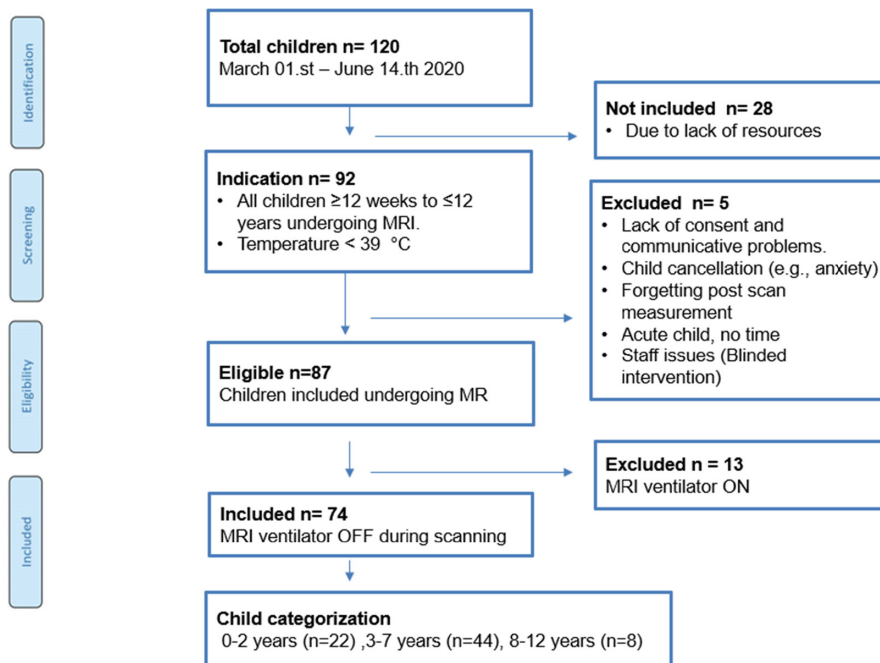 Identification
Total children n= 120
March 01.st – June 14.th 2020
Not included n= 28
• Due to lack of resources
Screening
Indication n= 92
• All children ≥12 weeks to ≤12
years undergoing MRI.
• Temperature < 39 °C
Excluded n= 5
• Lack of consent and
communicative problems.
• Child cancellation (e.g., anxiety)
• Forgetting post scan
measurement
• Acute child, no time
• Staff issues (Blinded
intervention)
Eligibility
Eligible n=87
Children included undergoing MR
Excluded n = 13
MRI ventilator ON
Included
Included n= 74
MRI ventilator OFF during scanning
Child categorization
0-2 years (n=22) ,3-7 years (n=44), 8-12 years (n=8)